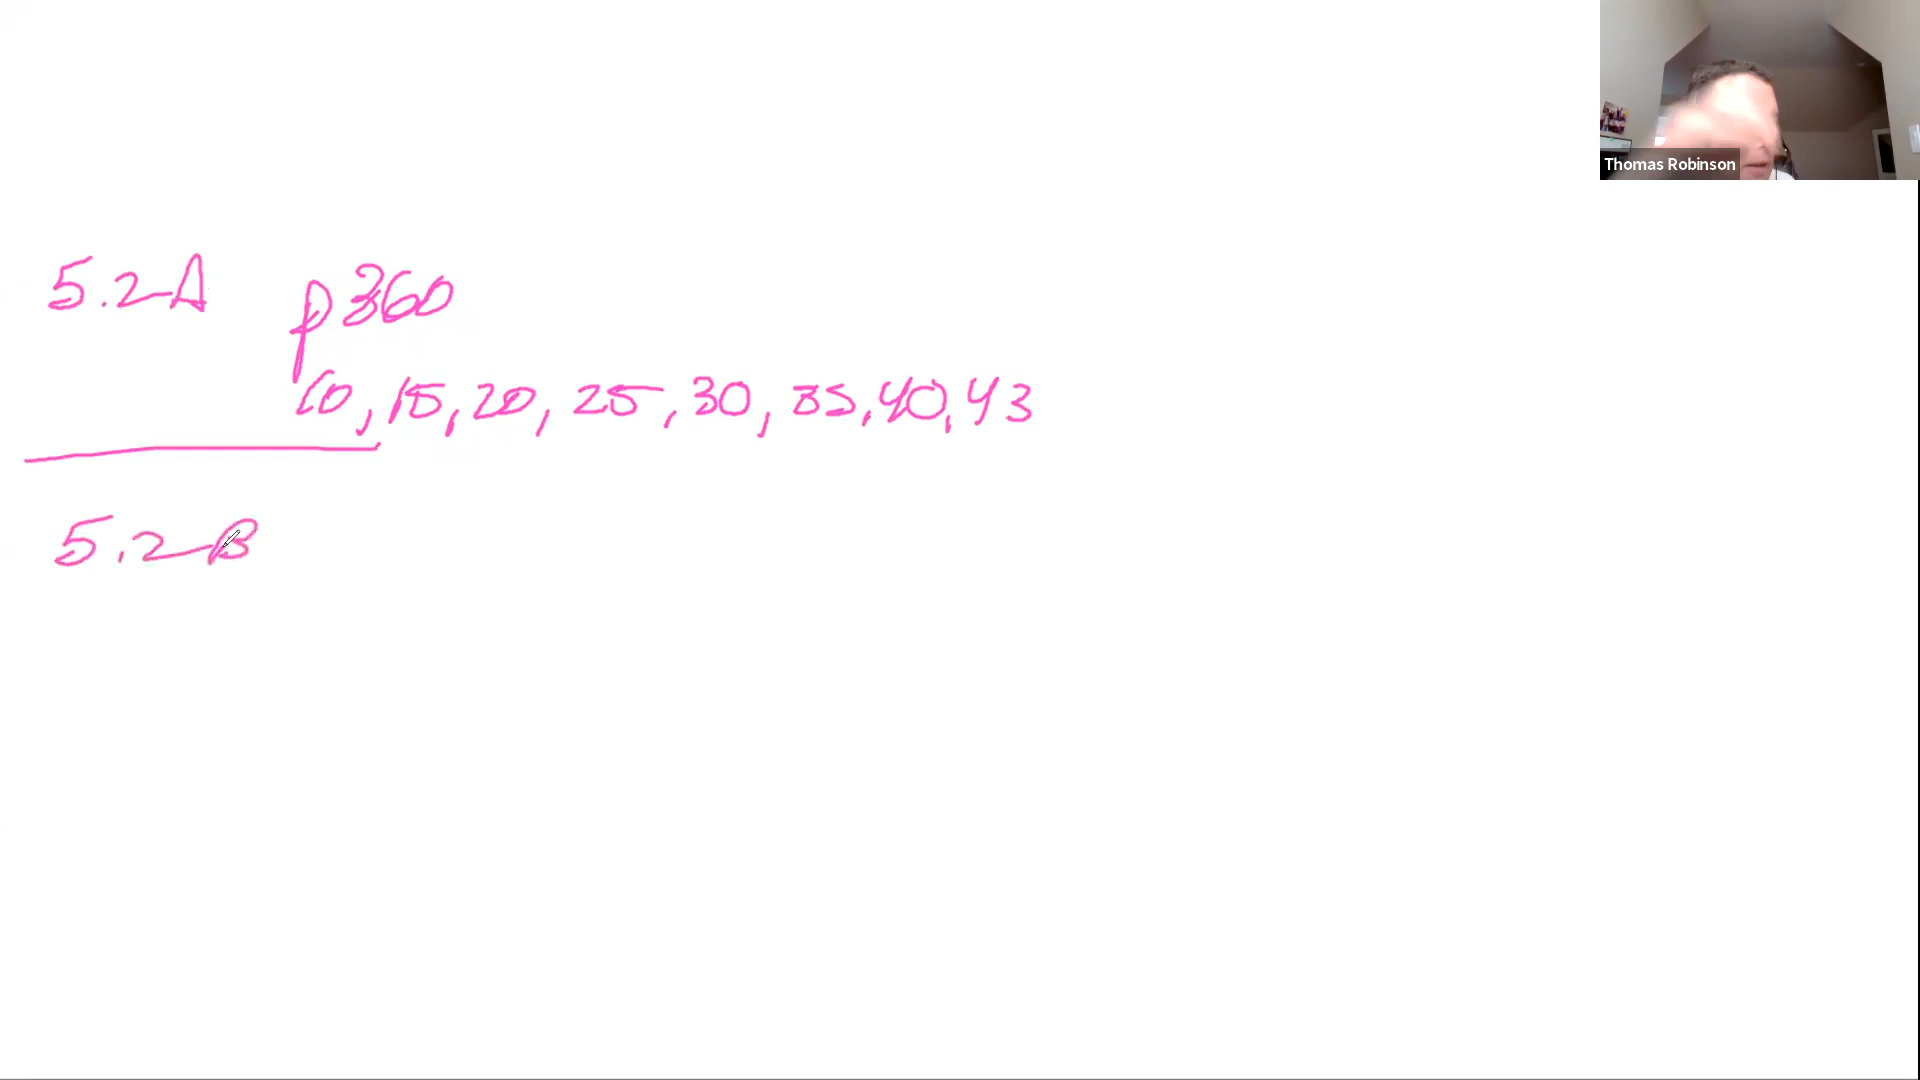 Thomas Robinson
5.2A p360
10, 15, 20, 25, 30, 35, 40, 43
5.2B